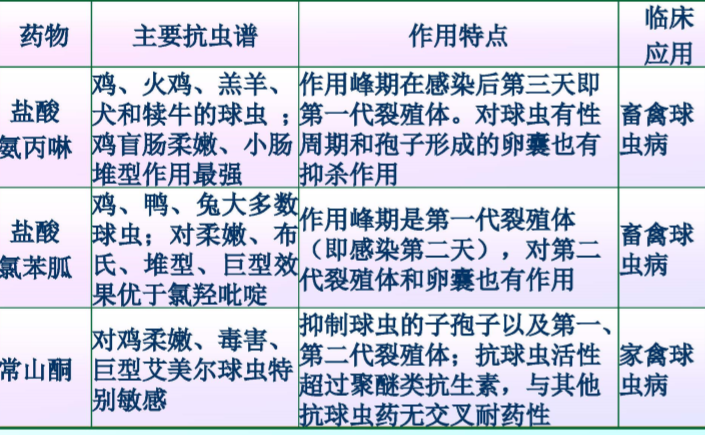 药物
主要抗虫谱
作用特点
临床
应用
盐酸
氨丙啉
鸡、火鸡、羔羊、
犬和犊牛的球虫；
鸡盲肠柔嫩、小肠
堆型作用最强
作用峰期在感染后第三天即
第一代裂殖体。对球虫有性
周期和孢子形成的卵囊也有
抑杀作用
畜禽球
虫病
盐酸
氯苯胍
鸡、鸭、兔大多数
球虫；对柔嫩、布
氏、堆型、巨型效
果优于氯羟吡啶
作用峰期是第一代裂殖体
（即感染第二天），对第二
代裂殖体和卵囊也有作用
畜禽球
虫病
常山酮
对鸡柔嫩、毒害、
巨型艾美尔球虫特
别敏感
抑制球虫的子孢子以及第一、
第二代裂殖体；抗球虫活性
超过聚醚类抗生素，与其他
抗球虫药无交叉耐药性
家禽球
虫病